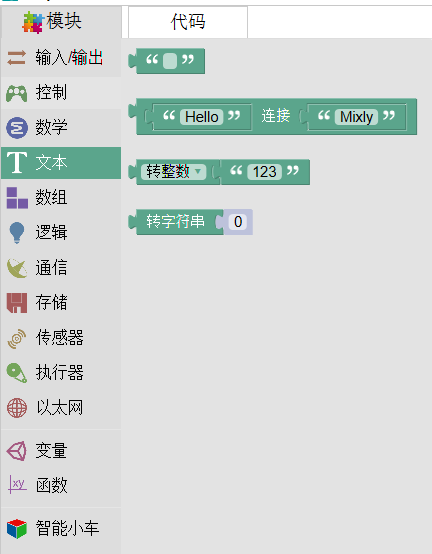 模块
代码
输入/输出
控制
数学
文本
数组
逻辑
通信
存储
传感器
执行器
以太网
变量
xy
函数
智能小车
“ ”
“ Hello ” 连接 “ Mixly ”
转整数 “ 123 ”
转字符串 0